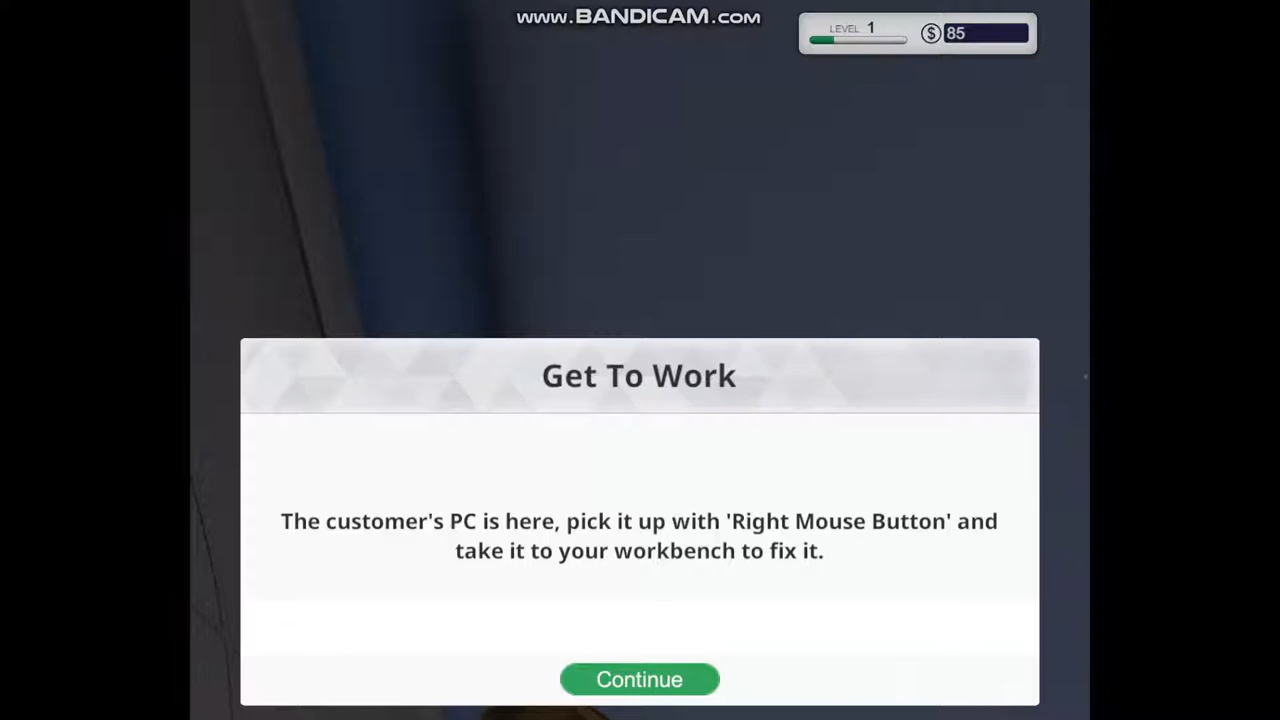 www.BANDICAM.com
LEVEL 1
$ 85
Get To Work
The customer's PC is here, pick it up with 'Right Mouse Button' and
take it to your workbench to fix it.
Continue